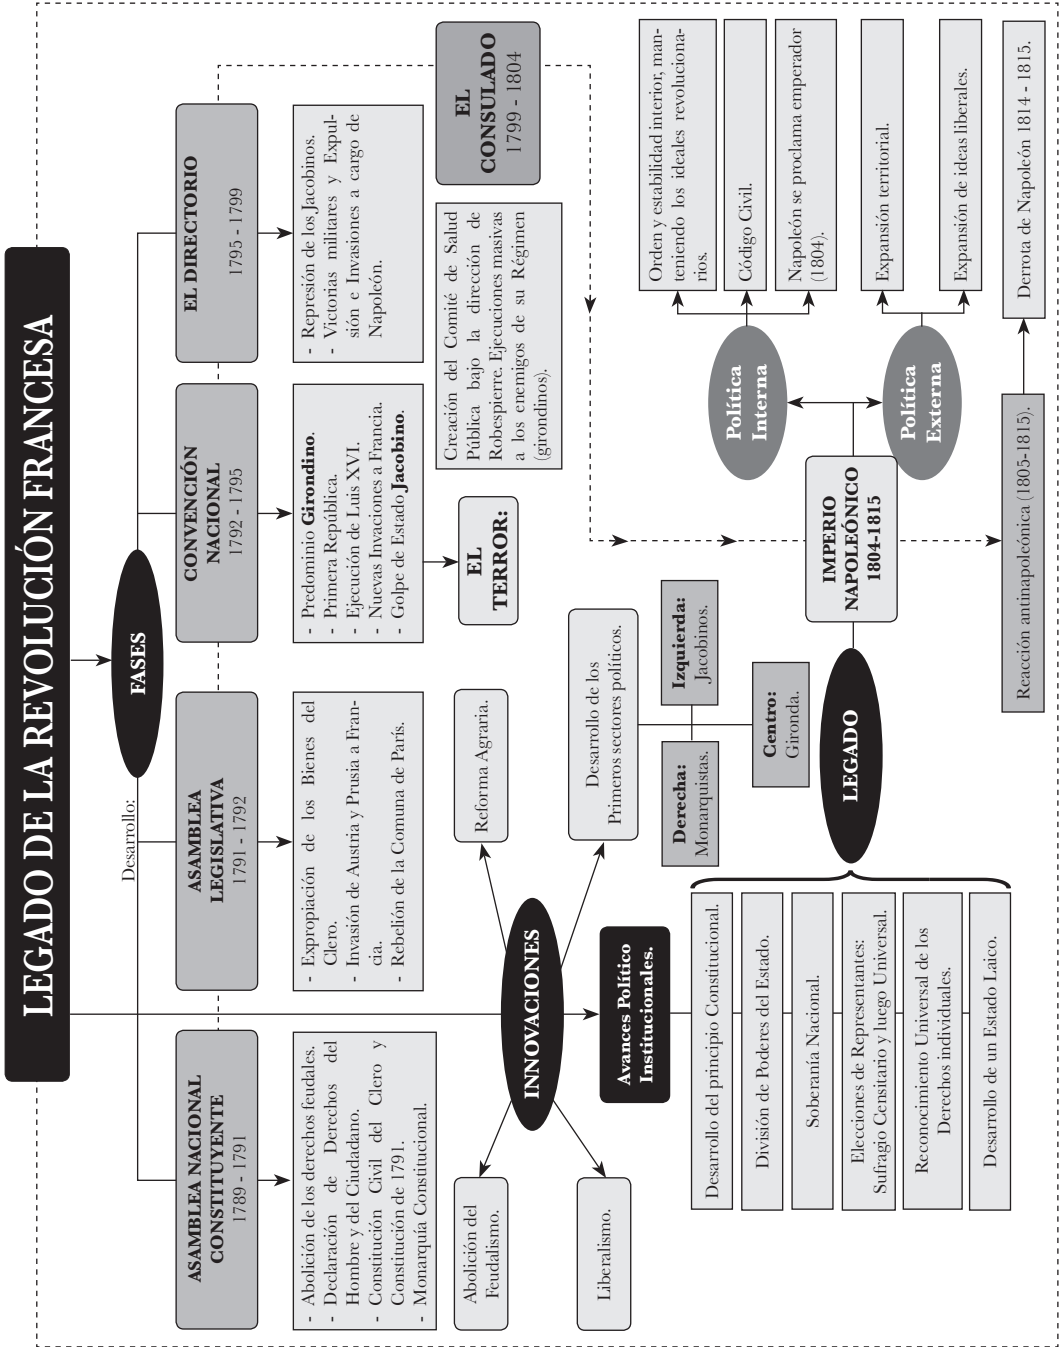 LEGADO DE LA REVOLUCIÓN FRANCESA
FASES
Desarrollo:
ASAMBLEA NACIONAL
CONSTITUYENTE
1789 - 1791
- Abolición de los derechos feudales.
- Declaración de Derechos del
Hombre y del Ciudadano.
- Constitución Civil del Clero y
Constitución de 1791.
- Monarquía Constitucional.
ASAMBLEA
LEGISLATIVA
1791 - 1792
- Expropiación de los Bienes del
Clero.
- Invasión de Austria y Prusia a Fran-
cia.
- Rebelión de la Comuna de París.
CONVENCIÓN
NACIONAL
1792 - 1795
- Predominio Girondino.
- Primera República.
- Ejecución de Luis XVI.
- Nuevas Invaciones a Francia.
- Golpe de Estado Jacobino.
EL
TERROR:
Creación del Comité de Salud
Pública bajo la dirección de
Robespierre. Ejecuciones masivas
a los enemigos de su Régimen
(girondinos).
EL DIRECTORIO
1795 - 1799
- Represión de los Jacobinos.
- Victorias militares y Expul-
sión e Invasiones a cargo de
Napoleón.
EL
CONSULADO
1799 - 1804
INNOVACIONES
Abolición del
Feudalismo.
Reforma Agraria.
Liberalismo.
Avances Político
Institucionales.
Desarrollo de los
Primeros sectores políticos.
Derecha:
Monarquistas.
Izquierda:
Jacobinos.
Centro:
Gironda.
Desarrollo del principio Constitucional.
División de Poderes del Estado.
Soberanía Nacional.
Elecciones de Representantes:
Sufragio Censitario y luego Universal.
Reconocimiento Universal de los
Derechos individuales.
Desarrollo de un Estado Laico.
LEGADO
IMPERIO
NAPOLEÓNICO
1804-1815
Política
Interna
Orden y estabilidad interior, man-
teniendo los ideales revoluciona-
rios.
Código Civil.
Napoleón se proclama emperador
(1804).
Política
Externa
Expansión territorial.
Expansión de ideas liberales.
Reacción antinapoleónica (1805-1815).
Derrota de Napoleón 1814 - 1815.